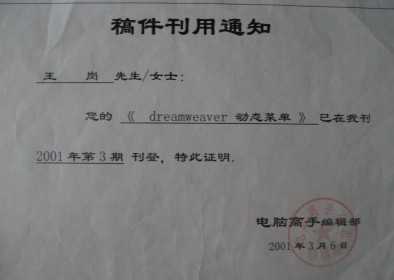 稿件刊用通知
王 岗 先生/女士:
您的 《 dreamweaver 动态菜单 》已在我刊
2001年第3期 刊登，特此证明.
电脑高手编辑部
2001年3月6日